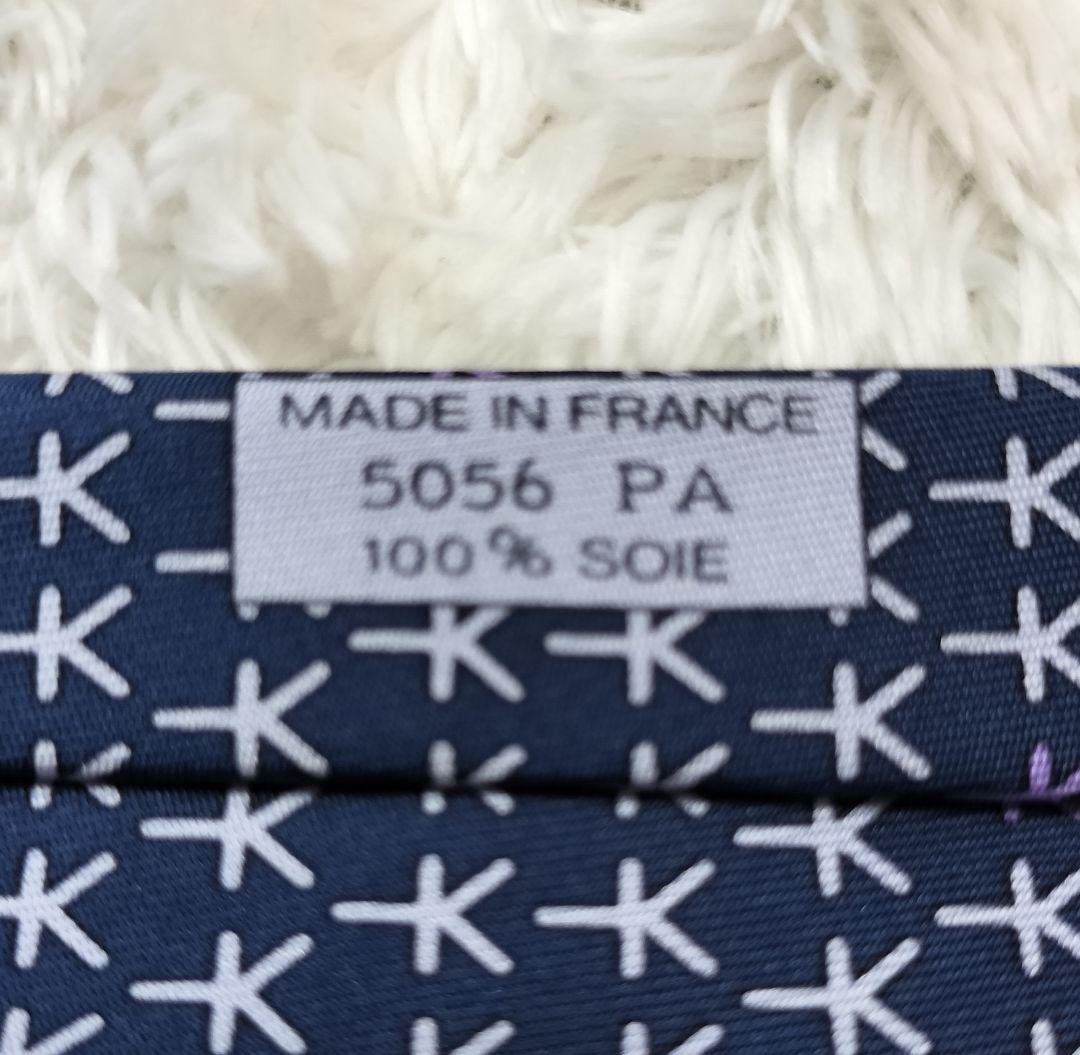 MADE IN FRANCE
5056 PA
100% SOIE